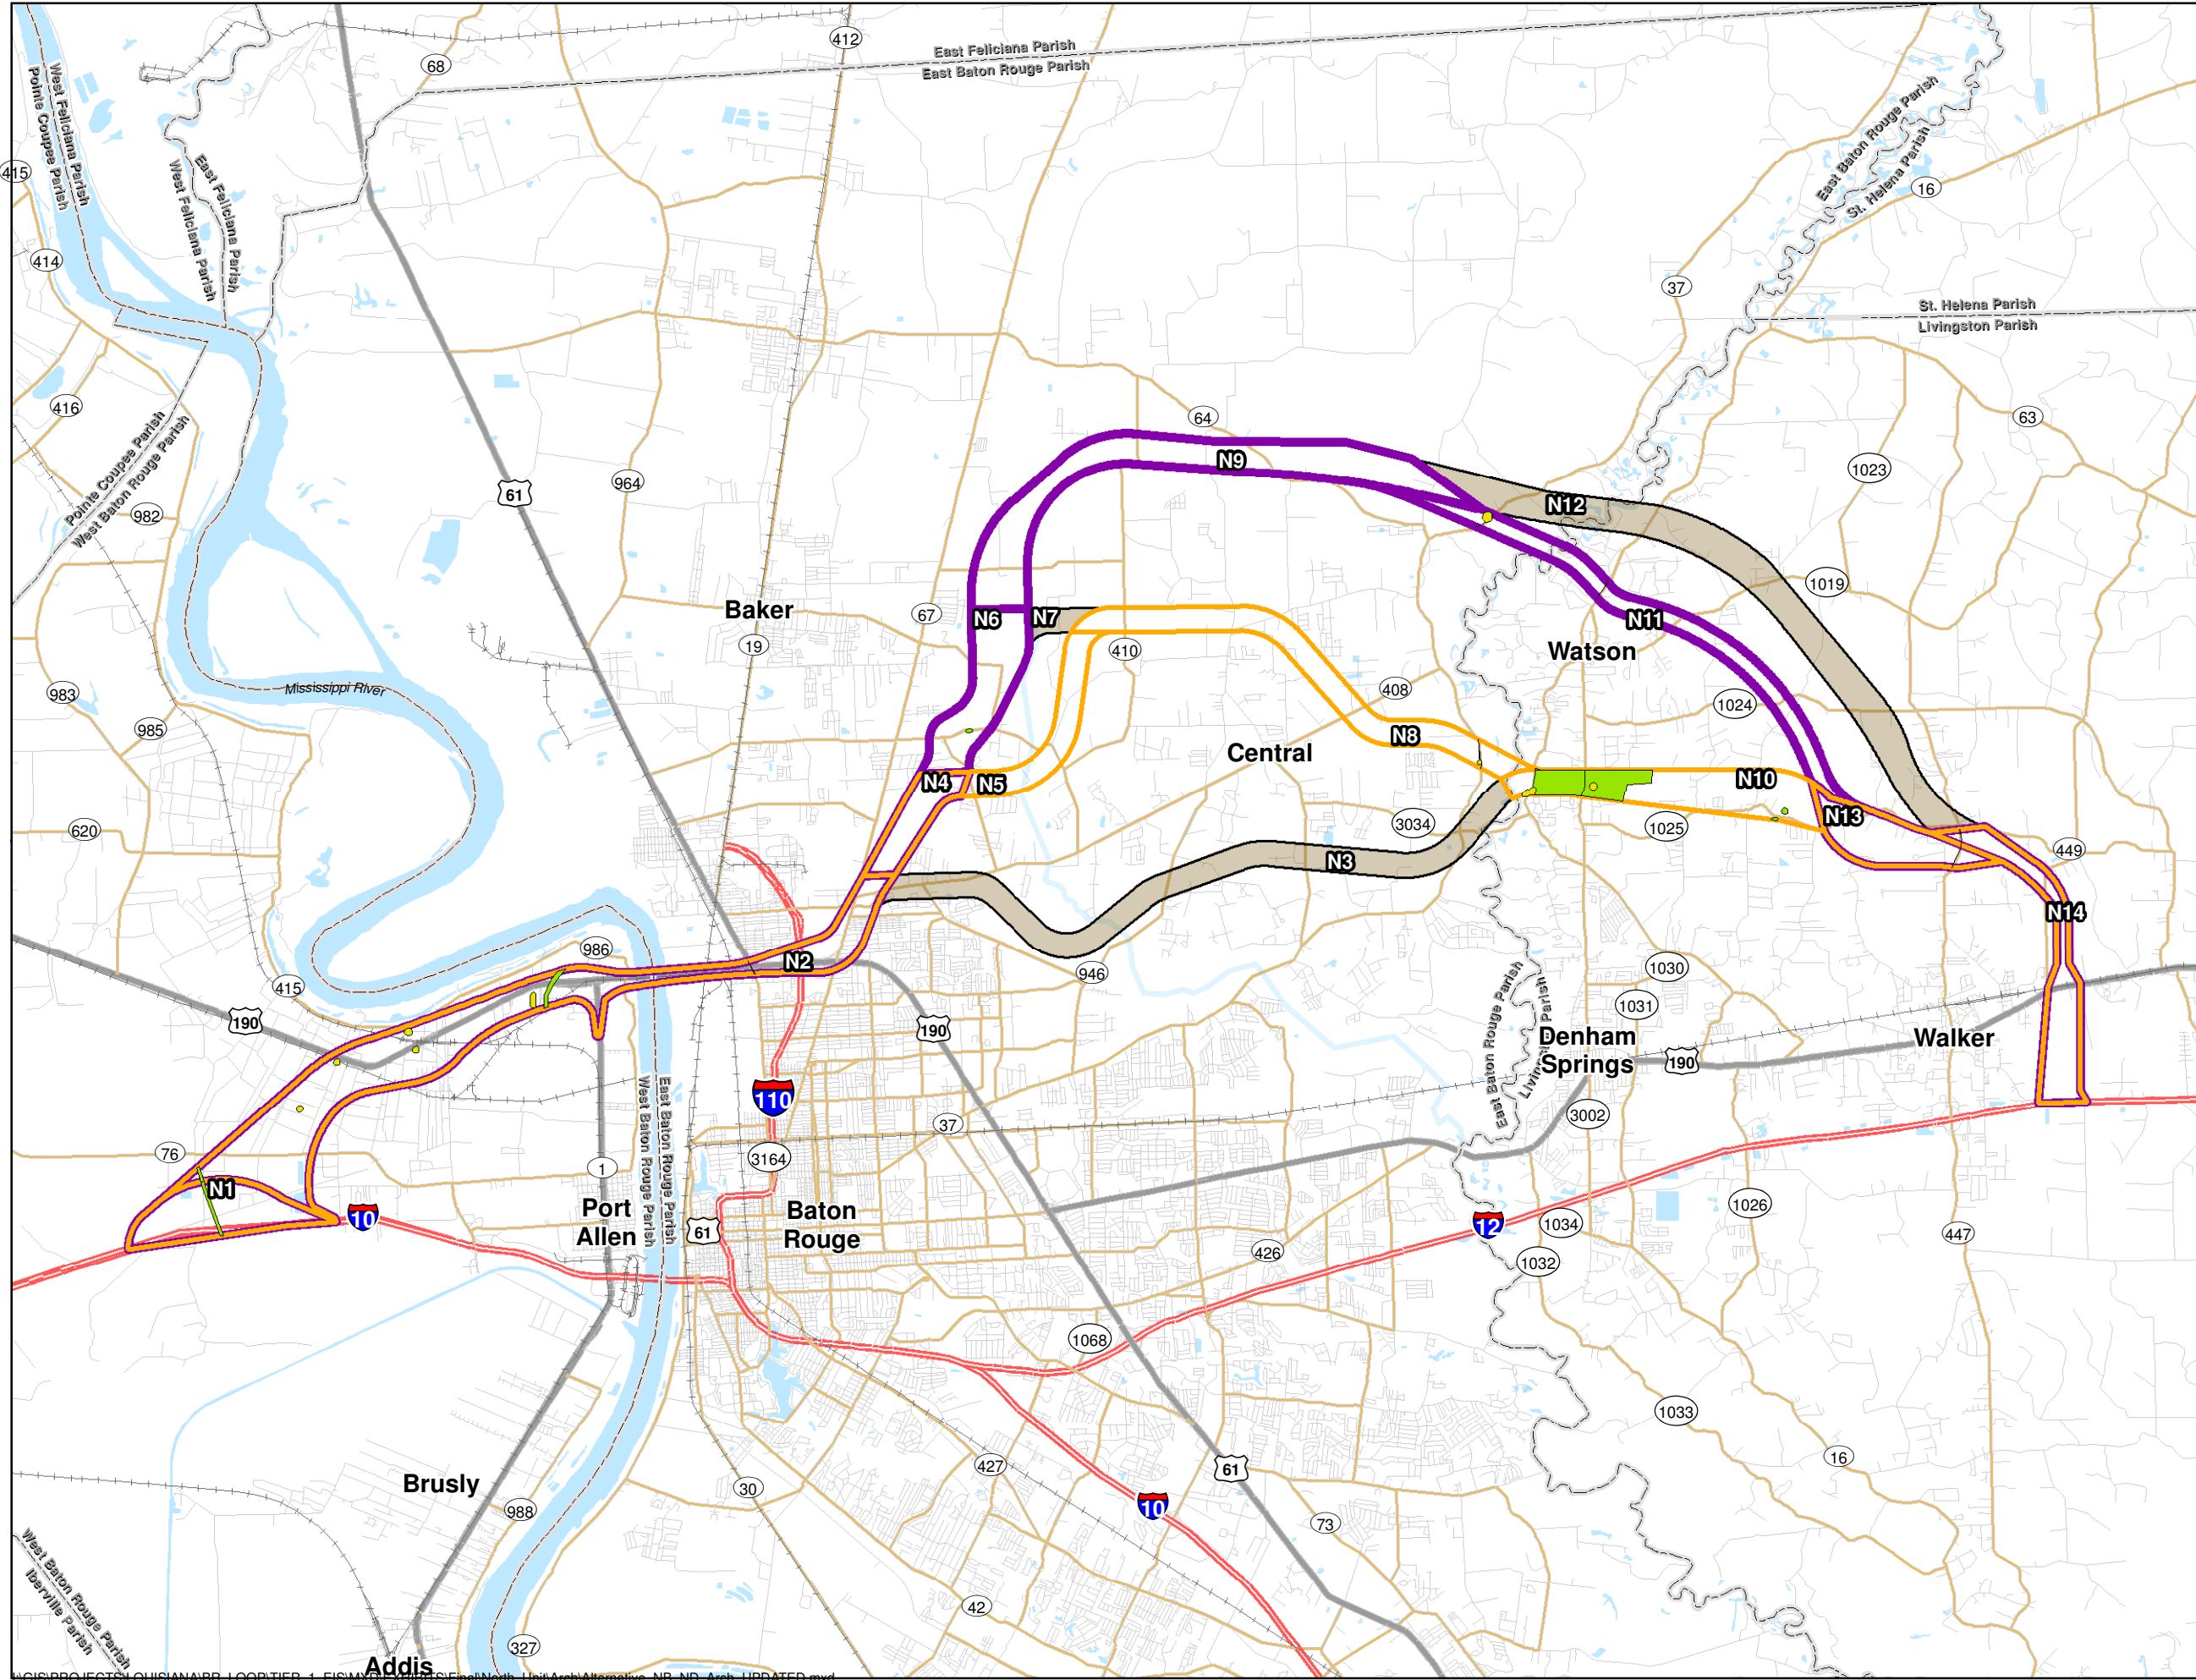 East Feliciana Parish
East Baton Rouge Parish
412
68
West Feliciana Parish
Pointe Coupee Parish
East Feliciana Parish
West Feliciana Parish
East Baton Rouge Parish
St. Helena Parish
415
16
414
37
St. Helena Parish
Livingston Parish
416
64
63
Pointe Coupee Parish
West Baton Rouge Parish
N9
1023
964
61
N12
982
1019
Baker
67
N6
N7
N11
19
410
Watson
983
Mississippi River
408
1024
985
N8
Central
N4
N5
N10
N13
620
3034
1025
449
N3
N14
986
N2
946
1030
415
1031
190
190
Denham
Springs
190
Walker
East Baton Rouge Parish
110
3002
37
West Baton Rouge Parish
East Baton Rouge Parish
76
3164
1
N1
1026
10
Port
Allen
61
Baton
Rouge
12
1034
447
426
1032
1068
1033
16
427
61
Brusly
30
10
988
73
West Baton Rouge Parish
Iberville Parish
42
327
Addis